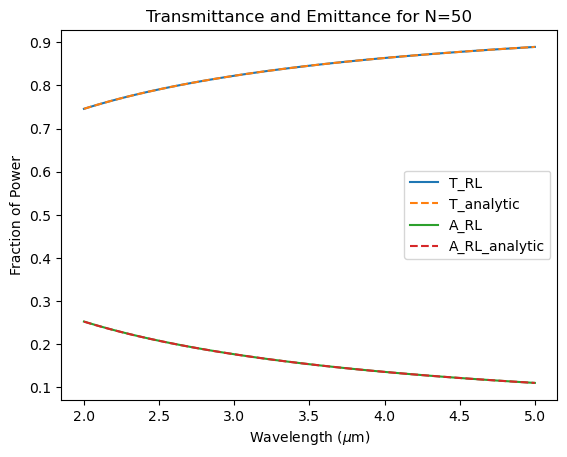 Transmittance and Emittance for N=50
Fraction of Power
0.9
0.8
0.7
0.6
0.5
0.4
0.3
0.2
0.1
T_RL
T_analytic
A_RL
A_RL_analytic
2.0 2.5 3.0 3.5 4.0 4.5 5.0
Wavelength (μm)